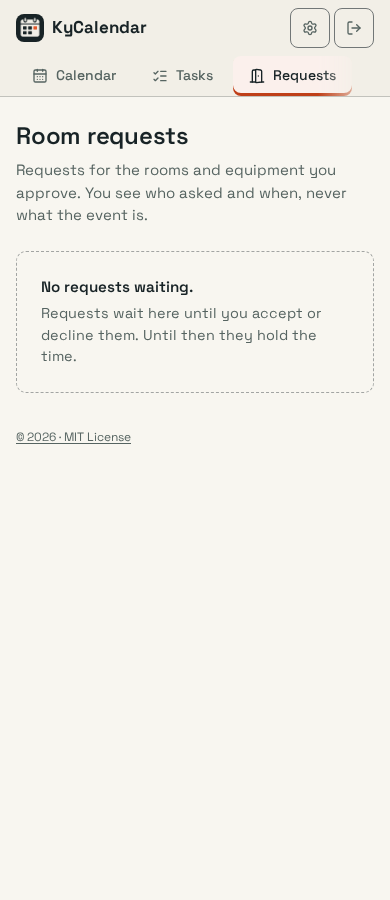 KyCalendar
Calendar
Tasks
Requests
Room requests
Requests for the rooms and equipment you
approve. You see who asked and when, never
what the event is.
No requests waiting.
Requests wait here until you accept or
decline them. Until then they hold the
time.
© 2026 · MIT License